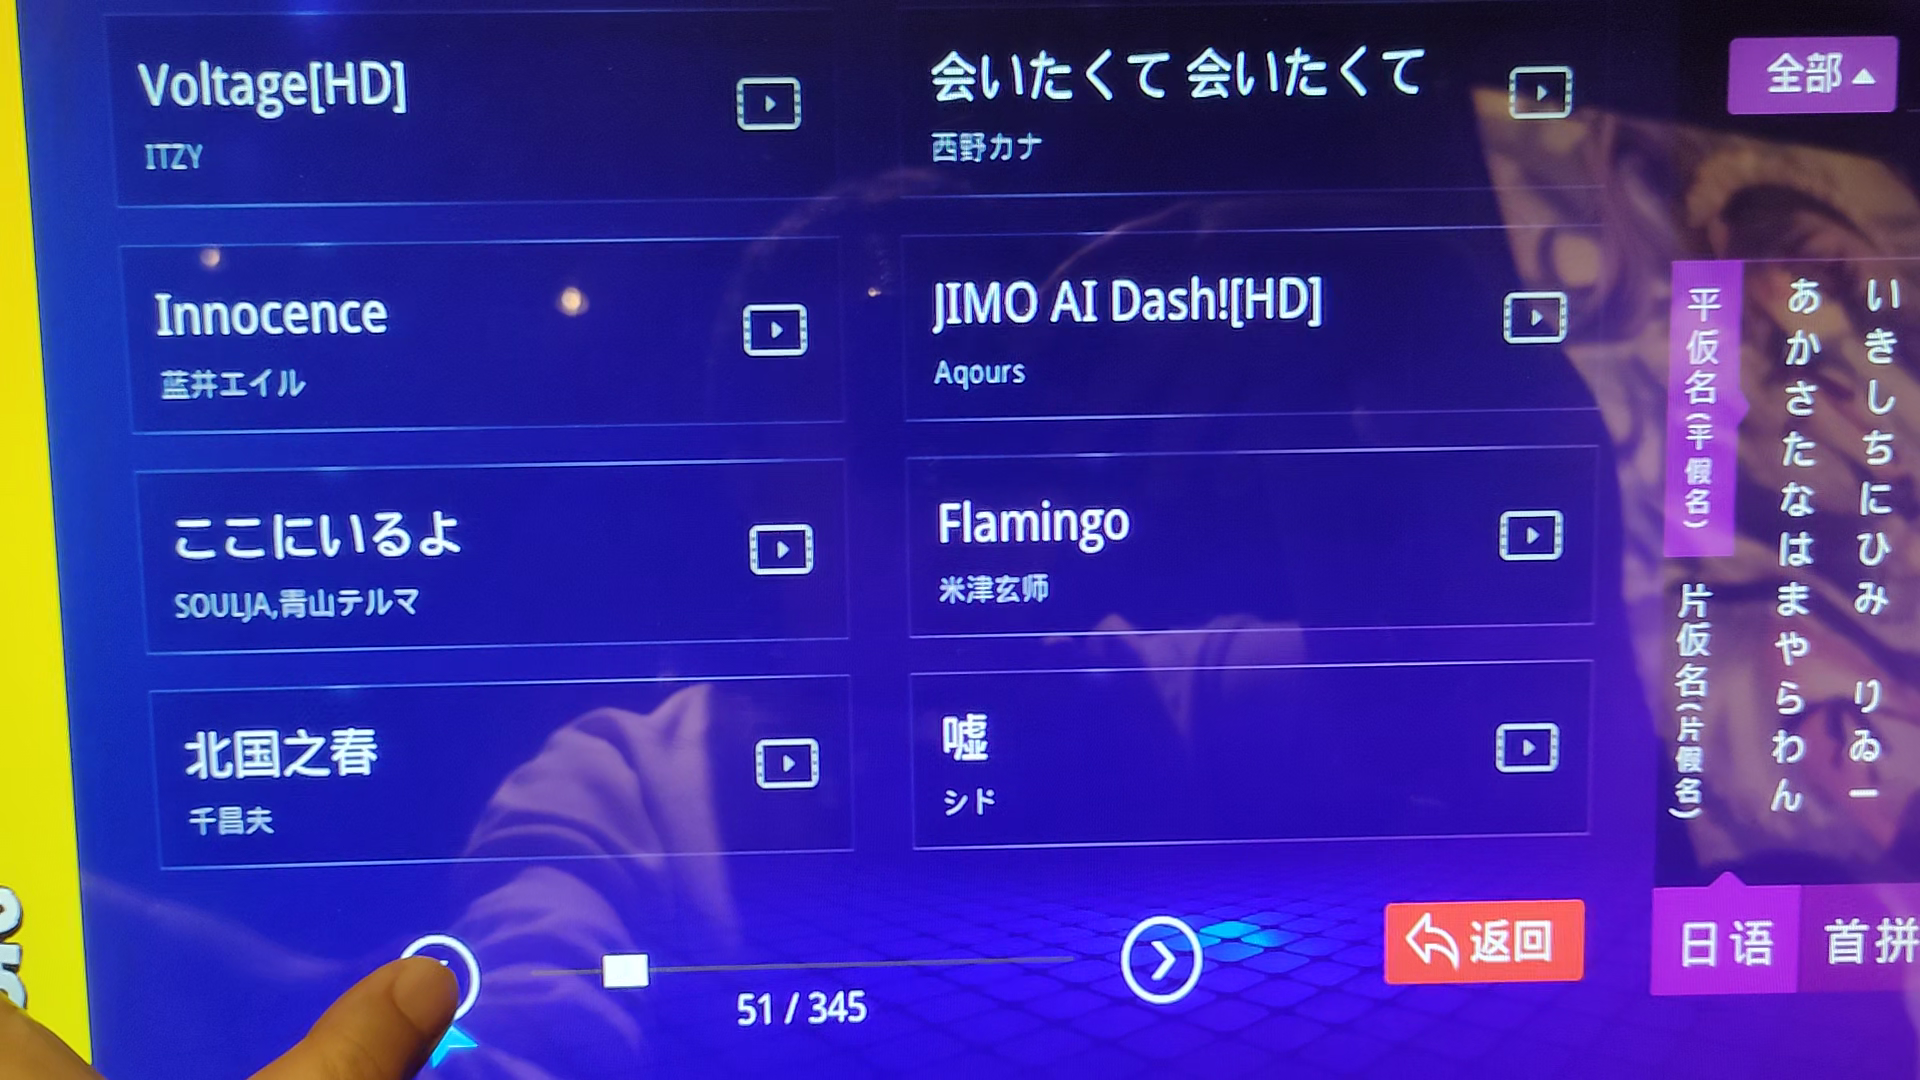 Voltage[HD]
ITZY
会いたくて 会いたくて
西野カナ
Innocence
蓝井エイル
JIMO AI Dash![HD]
Aqours
ここにいるよ
SOULJA,青山テルマ
Flamingo
米津玄师
北国之春
千昌夫
嘘
シド
51 / 345
返回
全部
平仮名(平假名)
片仮名(片假名)
あかさたなはまやらわん
いきしちにひみ りゐー
日语
首拼